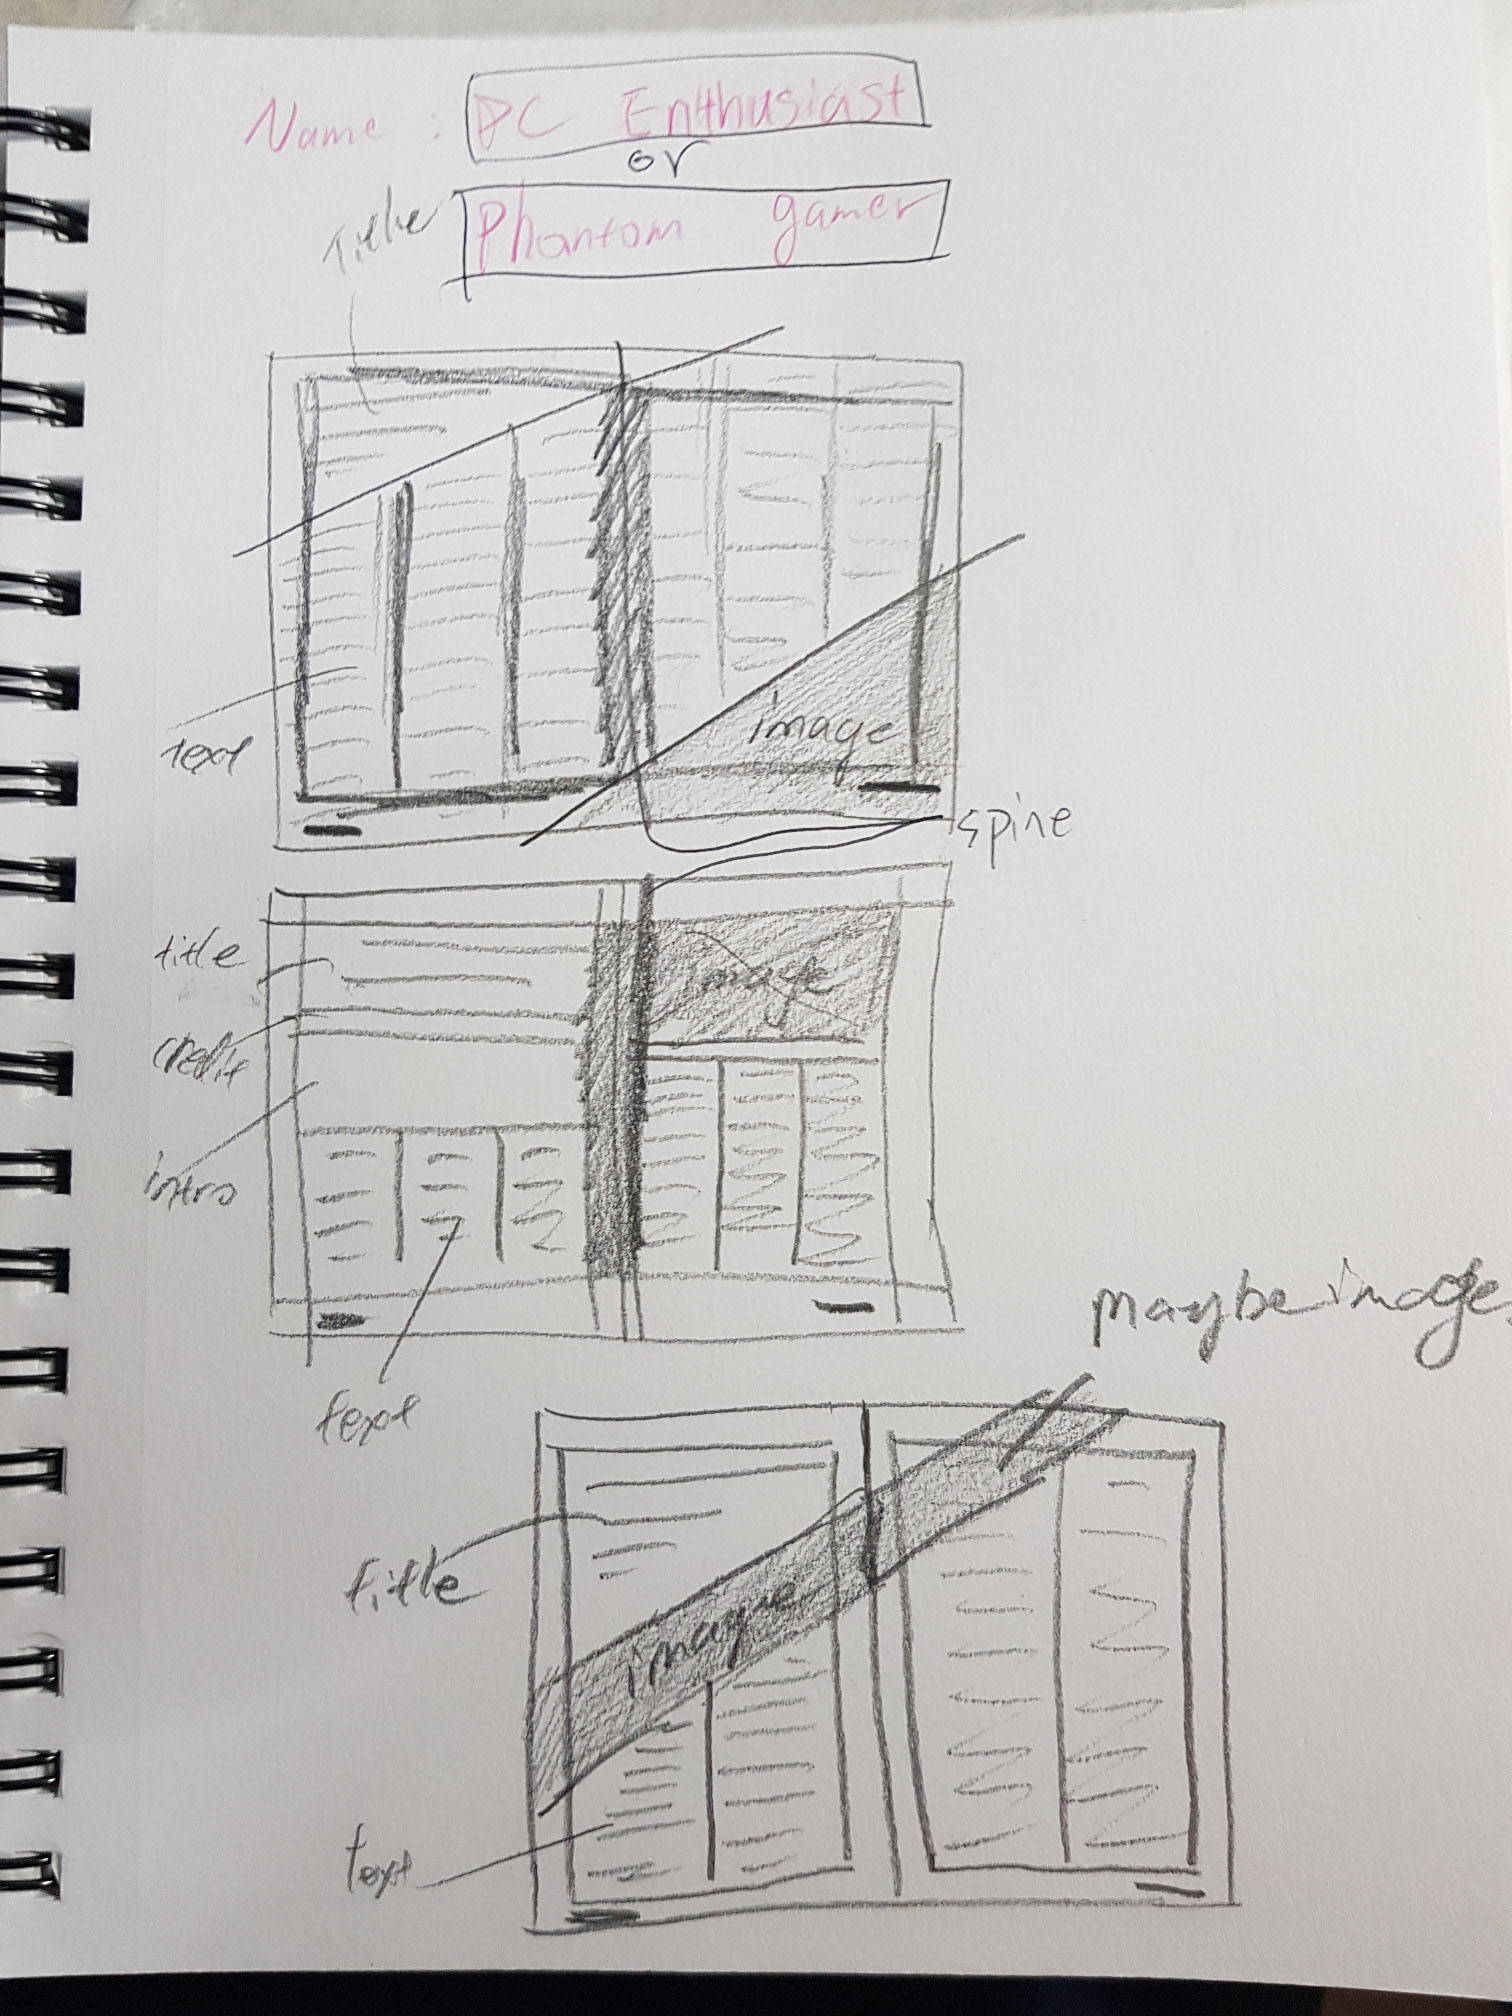 Name : PC Enthusiast
or
Phantom gamer
Title
image
Text
spine
title
image
credit
intro
maybe image
text
title
image
text